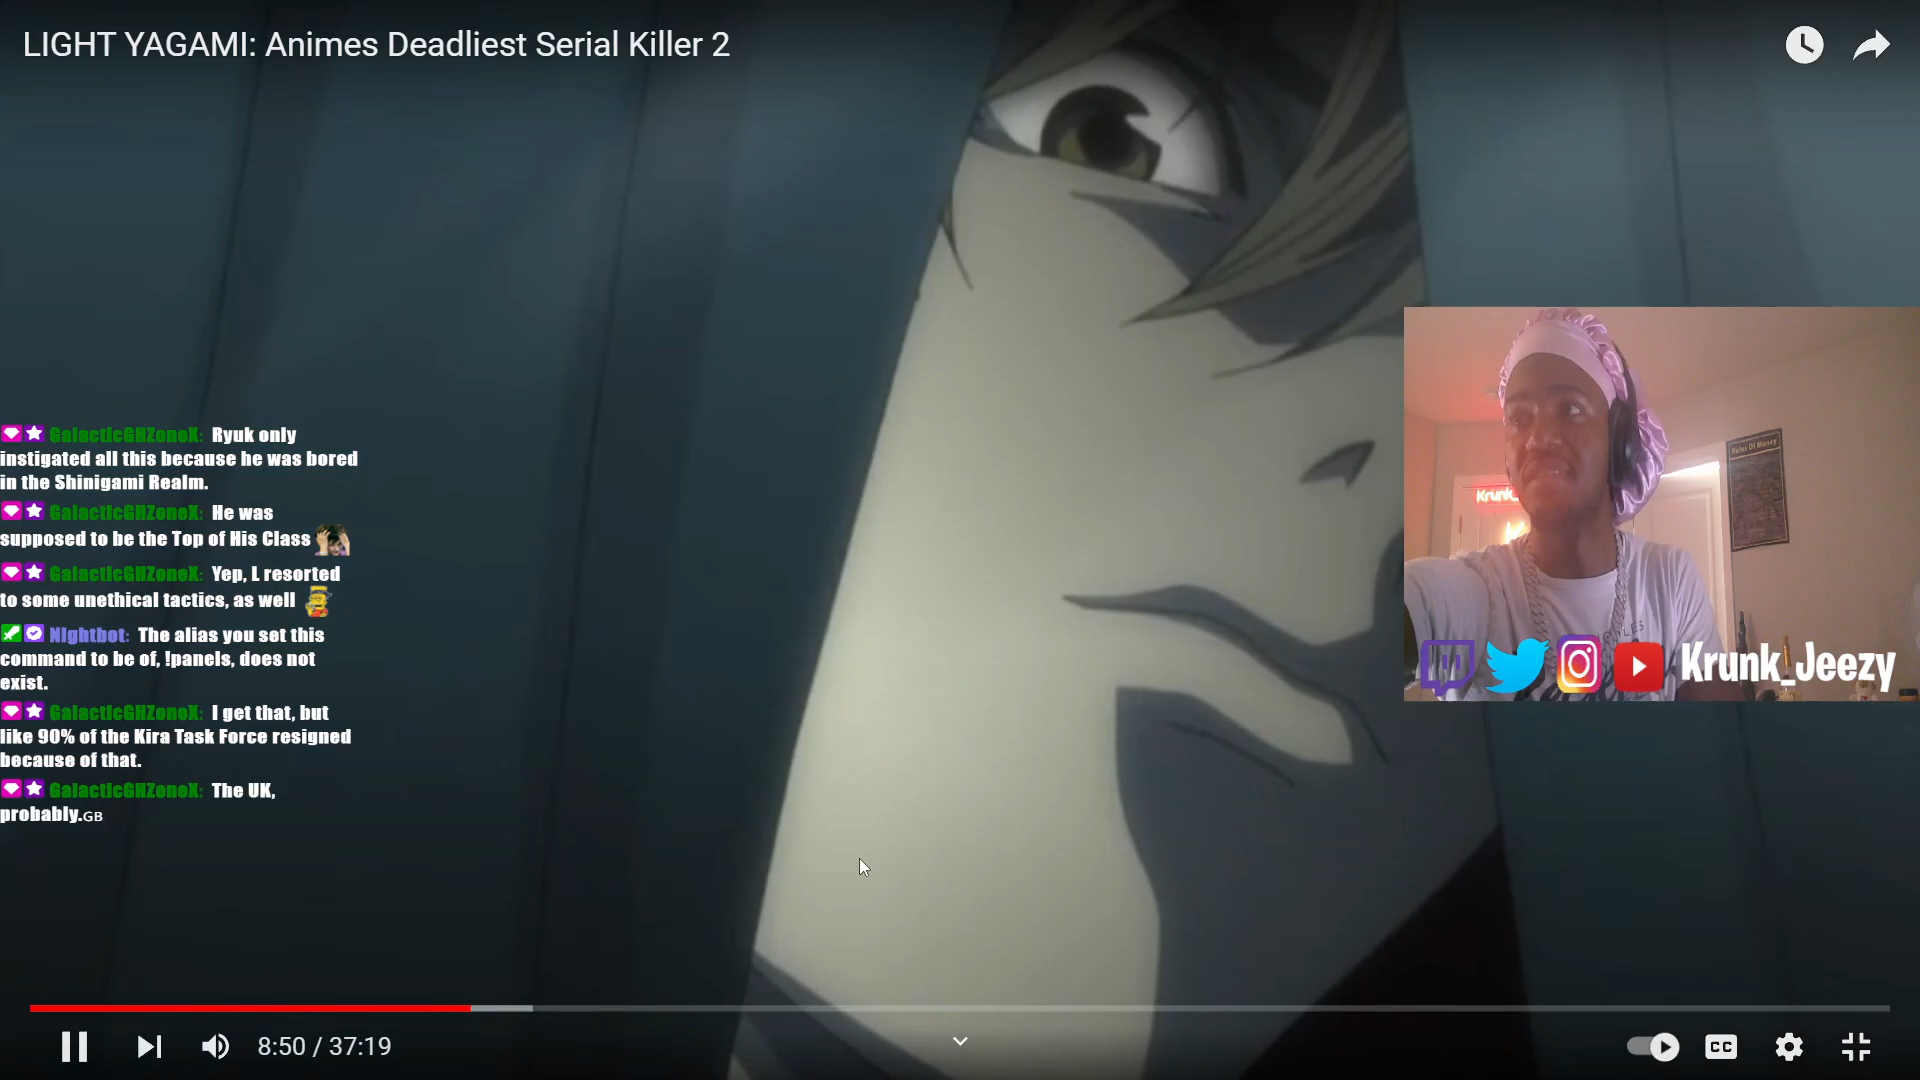 LIGHT YAGAMI: Animes Deadliest Serial Killer 2
GalacticGHZoneX: Ryuk only
instigated all this because he was bored
in the Shinigami Realm.
GalacticGHZoneX: He was
supposed to be the Top of His Class
GalacticGHZoneX: Yep, L resorted
to some unethical tactics, as well
Nightbot: The alias you set this
command to be of, !panels, does not
exist.
GalacticGHZoneX: I get that, but
like 90% of the Kira Task Force resigned
because of that.
GalacticGHZoneX: The UK,
probably.GB
Rules Of Money
Krunk_Jeezy
8:50 / 37:19
CC